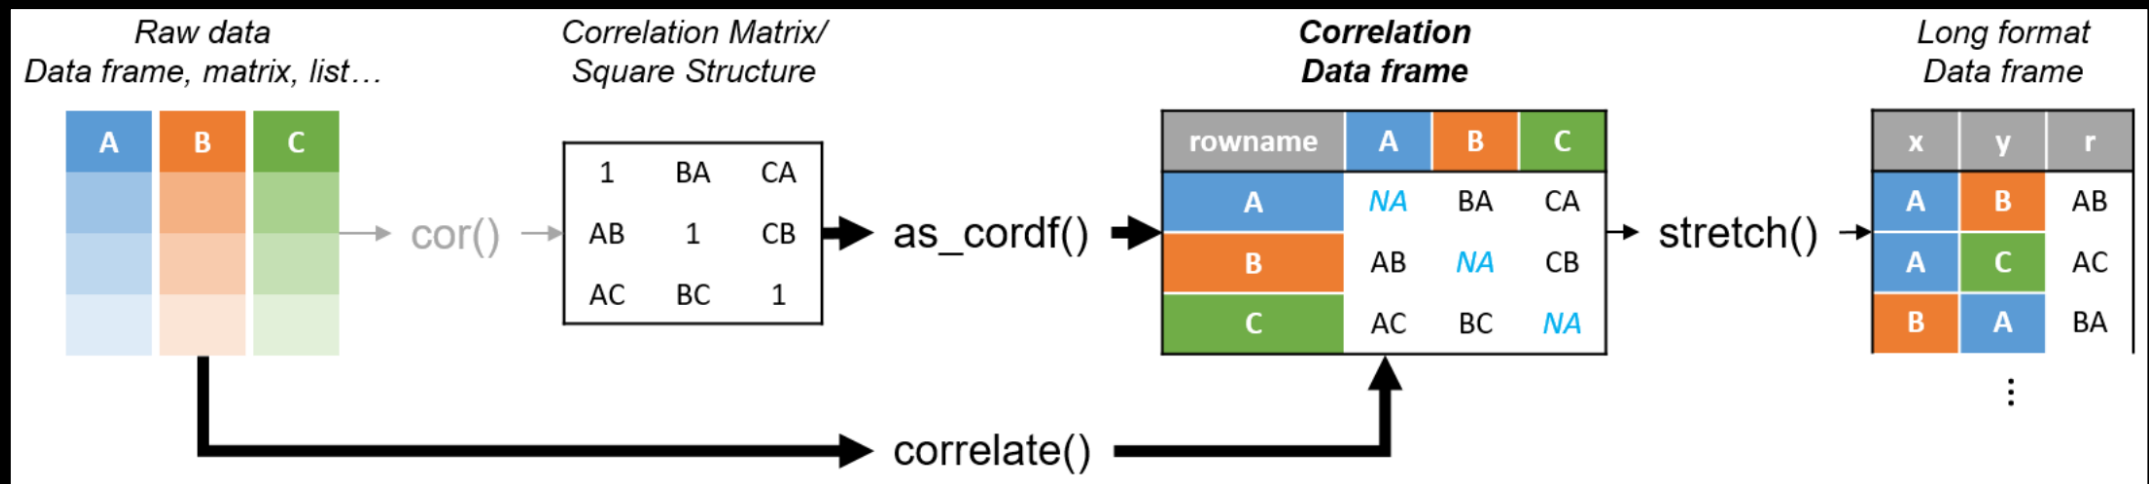 Raw data
Data frame, matrix, list…
A B C
cor()
Correlation Matrix/
Square Structure
1 BA CA
AB 1 CB
AC BC 1
as_cordf()
correlate()
Correlation
Data frame
rowname A B C
A NA BA CA
B AB NA CB
C AC BC NA
stretch()
Long format
Data frame
x y r
A B AB
A C AC
B A BA
⋮